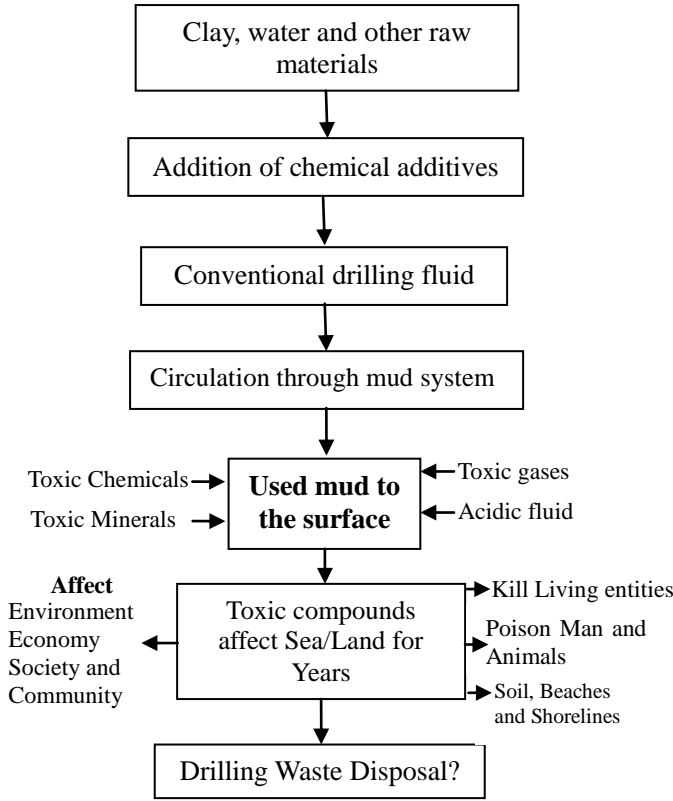 Clay, water and other raw
materials
Addition of chemical additives
Conventional drilling fluid
Circulation through mud system
Toxic Chemicals
Toxic Minerals
Used mud to
the surface
Toxic gases
Acidic fluid
Affect
Environment
Economy
Society and
Community
Toxic compounds
affect Sea/Land for
Years
Kill Living entities
Poison Man and
Animals
Soil, Beaches
and Shorelines
Drilling Waste Disposal?